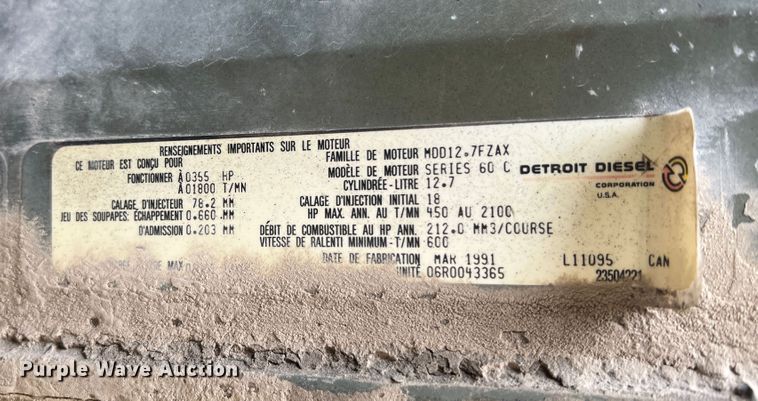 RENSEIGNEMENTS IMPORTANTS SUR LE MOTEUR
CE MOTEUR EST CONÇU POUR
FONCTIONNER À 0355 HP
À 01800 T/MN
CALAGE D'INJECTEUR 78.2 MM
JEU DES SOUPAPES: ÉCHAPPEMENT 0.660 MM
D'ADMISSION 0.203 MM
MAX
FAMILLE DE MOTEUR MDD12.7FZAX
MODÈLE DE MOTEUR SERIES 60 C
CYLINDRÉE-LITRE 12.7
CALAGE D'INJECTION INITIAL 18
HP MAX. ANN. AU T/MN 450 AU 2100
DÉBIT DE COMBUSTIBLE AU HP ANN. 212.0 MM3/COURSE
VITESSE DE RALENTI MINIMUM-T/MN 600
DATE DE FABRICATION MAR 1991 L11095 CAN
UNITÉ 06R0043365 23504221
DETROIT DIESEL
CORPORATION
U.S.A.
Purple Wave Auction